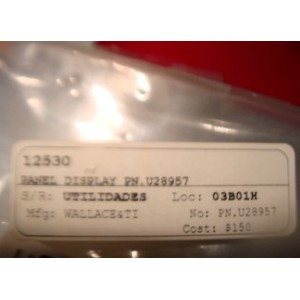 12530
PANEL DISPLAY PN.U28957
S/R: UTILIDADES Loc: 03B01H
Mfg: WALLACE&TI No: PN.U28957
Cost: $150